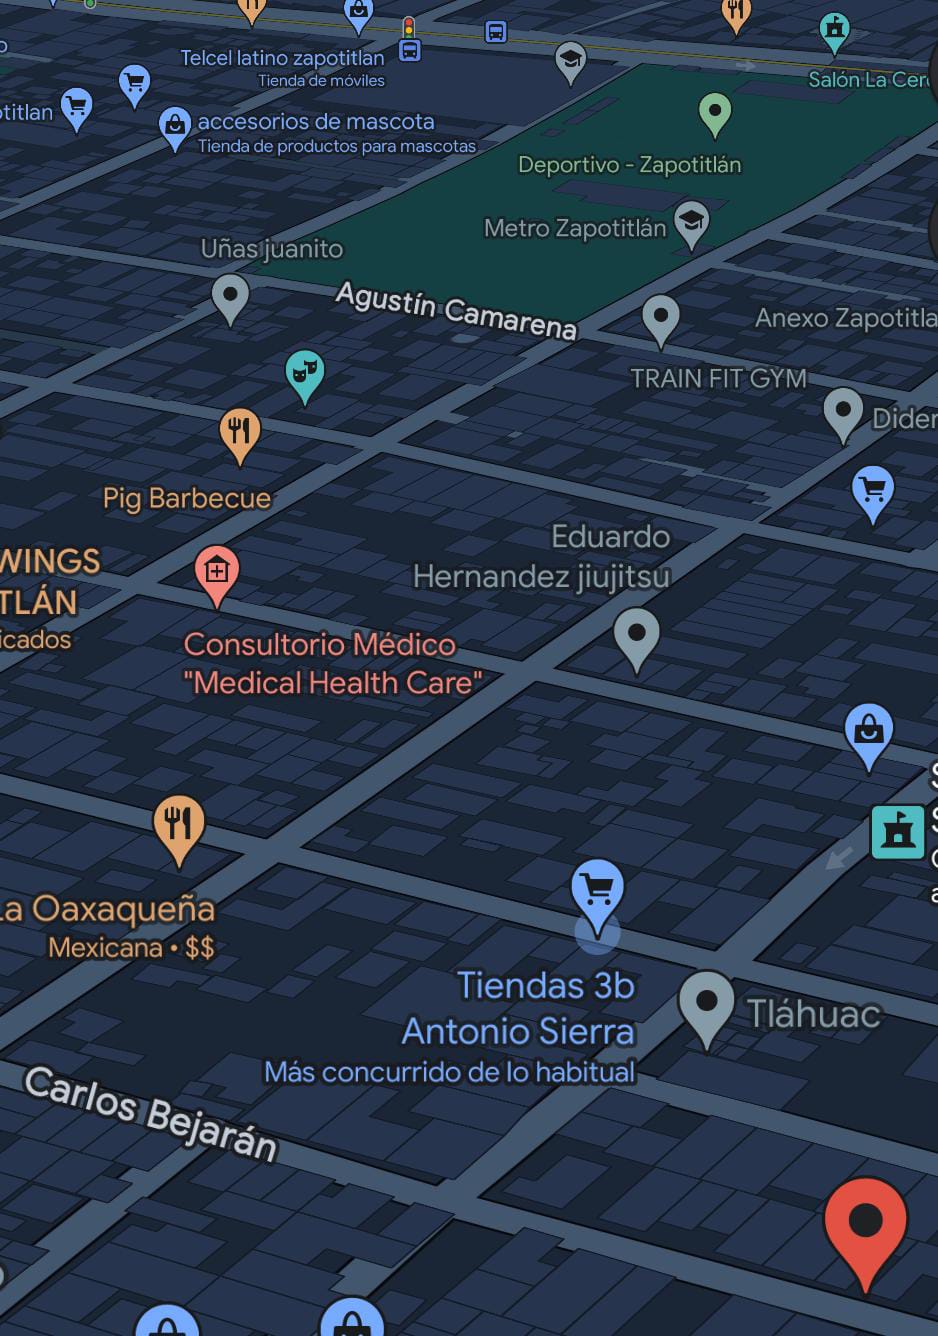 Telcel latino zapotitlan
Tienda de móviles
Salón La Cer
titlan
accesorios de mascota
Tienda de productos para mascotas
Deportivo - Zapotitlán
Metro Zapotitlán
Uñas juanito
Agustín Camarena
Anexo Zapotitla
TRAIN FIT GYM
Dider
Pig Barbecue
WINGS
TLÁN
icados
Eduardo
Hernandez jiujitsu
Consultorio Médico
"Medical Health Care"
La Oaxaqueña
Mexicana • $$
Tiendas 3b
Antonio Sierra
Más concurrido de lo habitual
Tláhuac
Carlos Bejarán